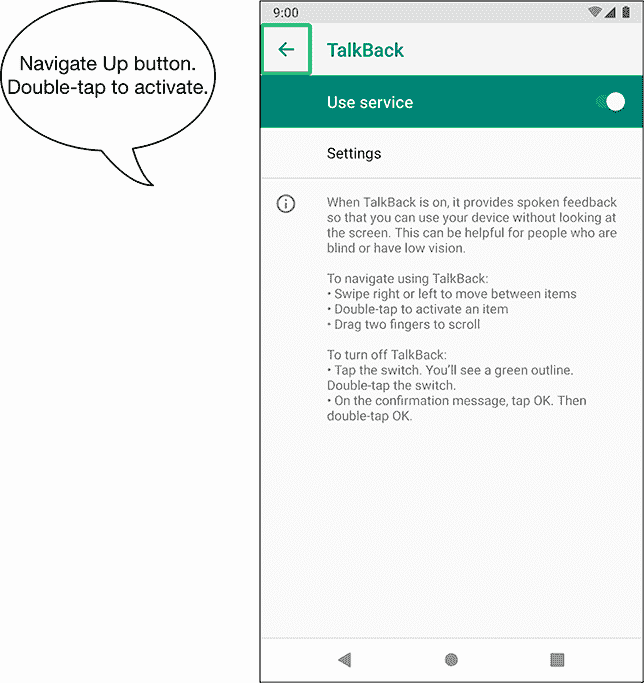 Navigate Up button.
Double-tap to activate.
9:00
TalkBack
Use service
Settings
When TalkBack is on, it provides spoken feedback
so that you can use your device without looking at
the screen. This can be helpful for people who are
blind or have low vision.
To navigate using TalkBack:
• Swipe right or left to move between items
• Double-tap to activate an item
• Drag two fingers to scroll
To turn off TalkBack:
• Tap the switch. You’ll see a green outline.
Double-tap the switch.
• On the confirmation message, tap OK. Then
double-tap OK.